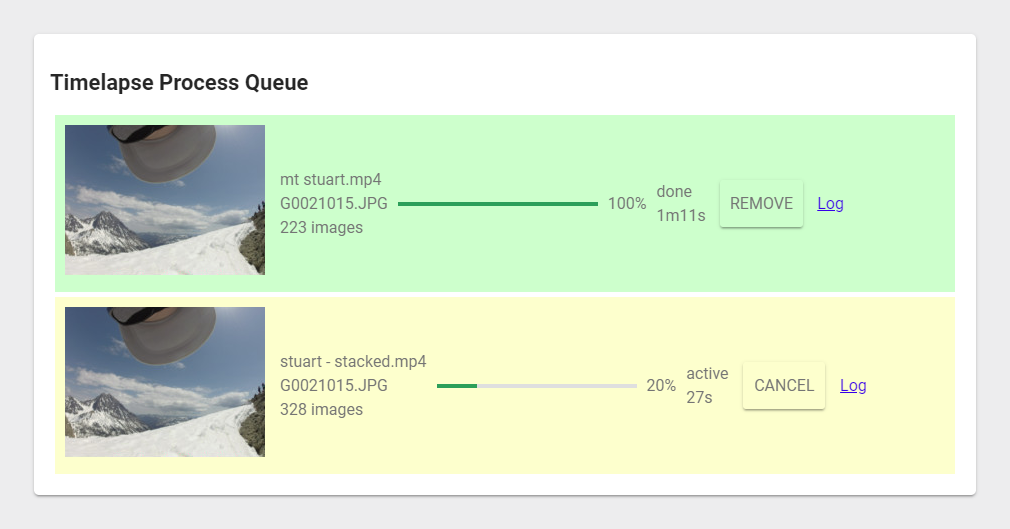 Timelapse Process Queue
mt stuart.mp4
G0021015.JPG
223 images
100%
done
1m11s
REMOVE
Log
stuart - stacked.mp4
G0021015.JPG
328 images
20%
active
27s
CANCEL
Log